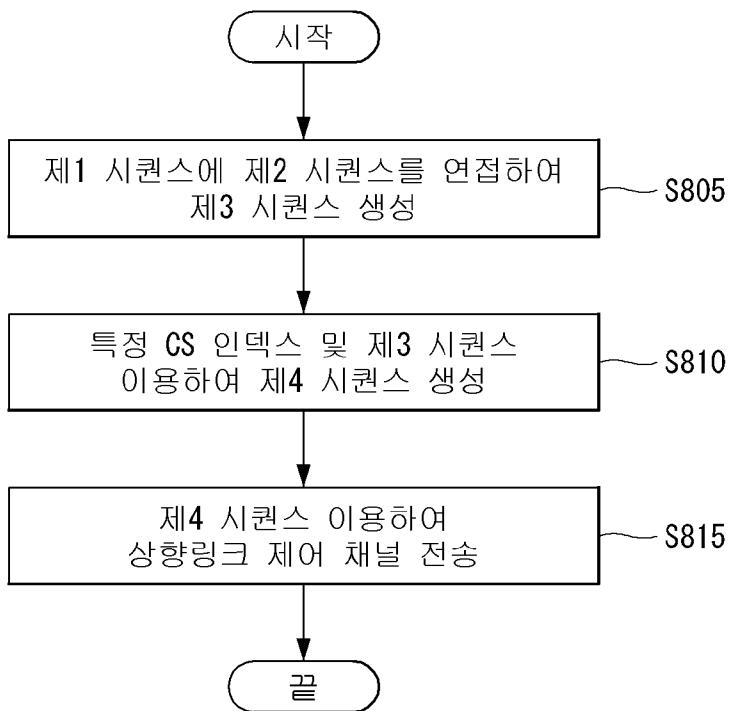 시작
제1 시퀀스에 제2 시퀀스를 연접하여
제3 시퀀스 생성
S805
특정 CS 인덱스 및 제3 시퀀스
이용하여 제4 시퀀스 생성
S810
제4 시퀀스 이용하여
상향링크 제어 채널 전송
S815
끝